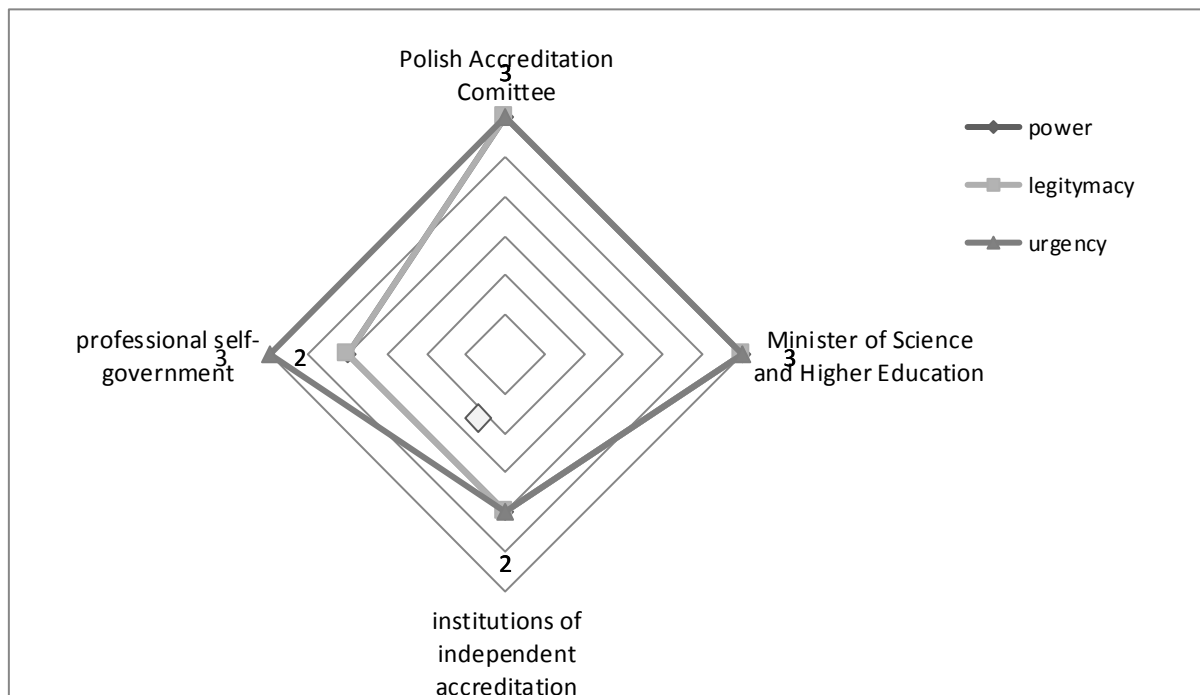 Polish Accreditation
3
Comittee
power
legitymacy
urgency
professional self-
government
3
2
Minister of Science
and Higher Education
3
2
institutions of
independent
accreditation